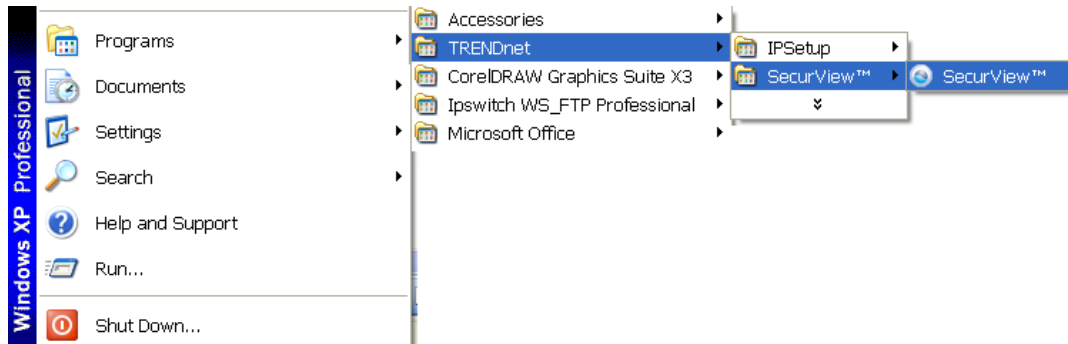 Windows XP Professional
Programs
Documents
Settings
Search
Help and Support
Run...
Shut Down...
Accessories
TRENDnet
CorelDRAW Graphics Suite X3
Ipswitch WS_FTP Professional
Microsoft Office
IPSetup
SecurView™
SecurView™